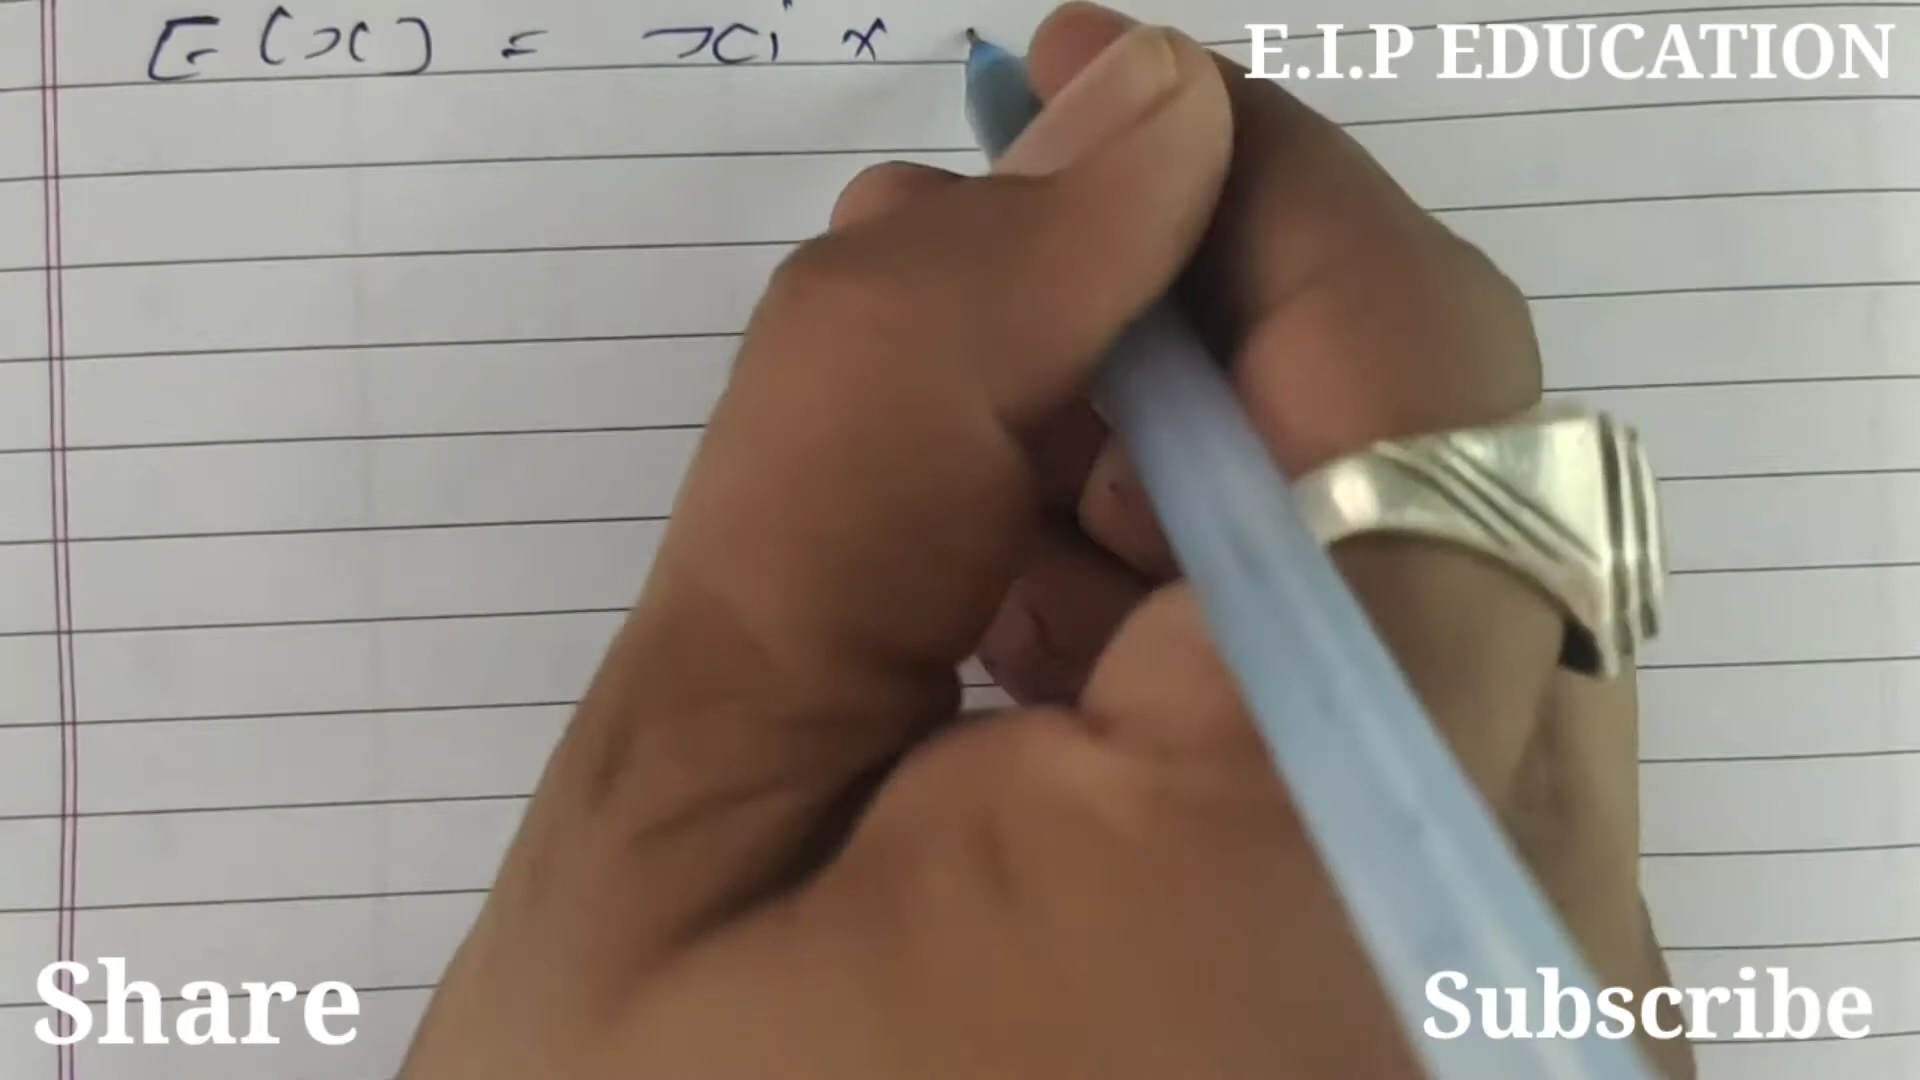 E(x) = xi ×
E.I.P EDUCATION
Share
Subscribe